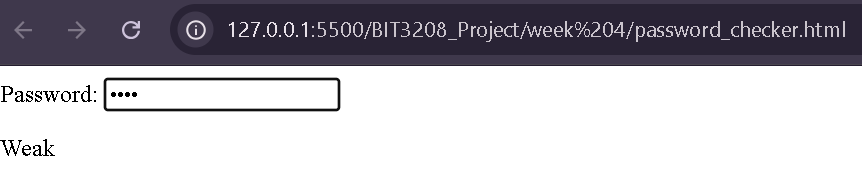 127.0.0.1:5500/BIT3208_Project/week%204/password_checker.html
Password: ••••
Weak